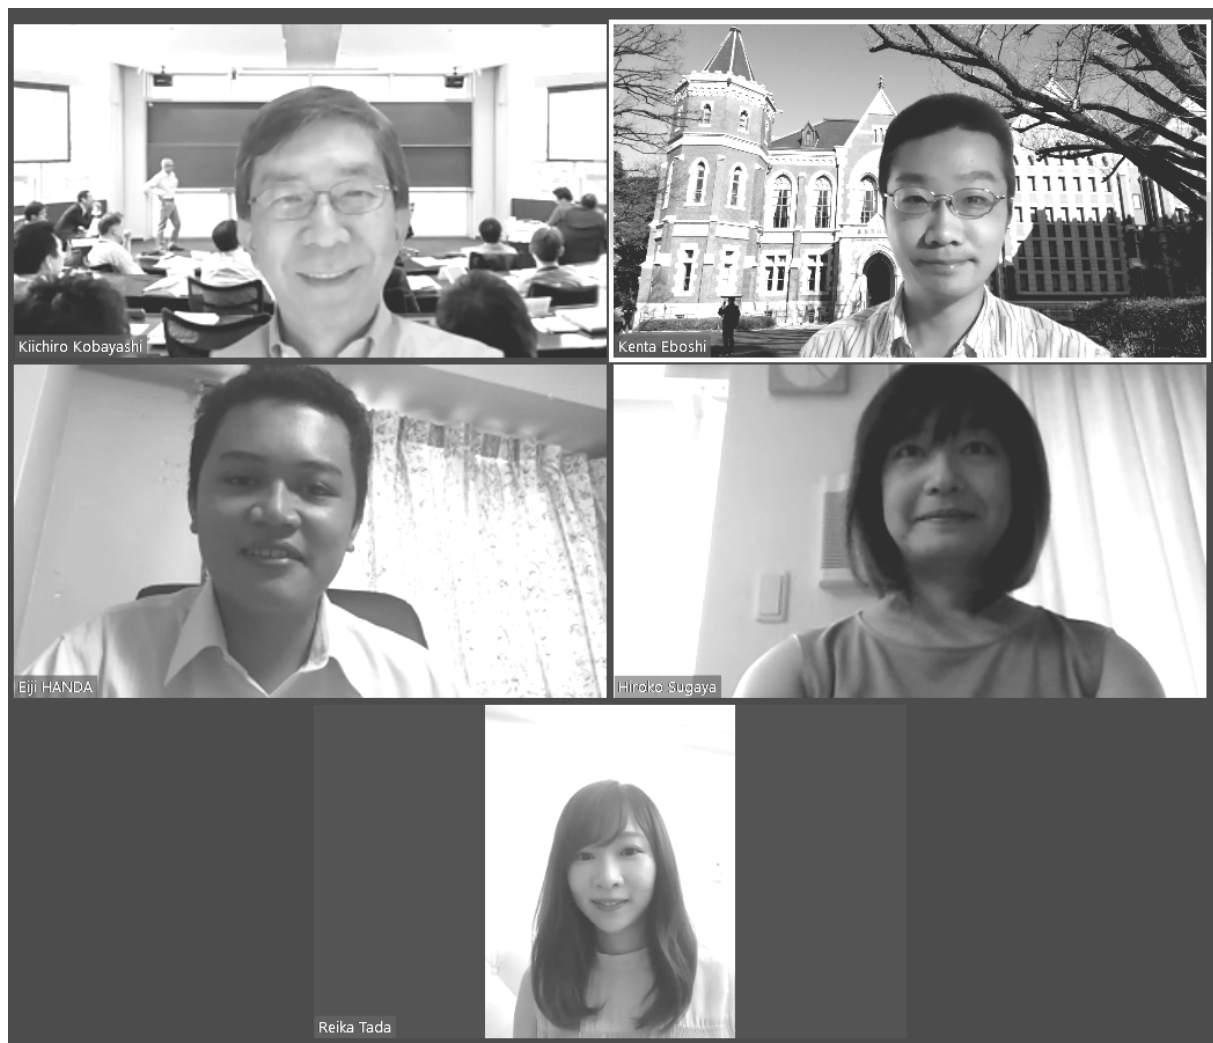 Kiichiro Kobayashi
Kenta Eboshi
Eiji HANDA
Hiroko Sugaya
Reika Tada